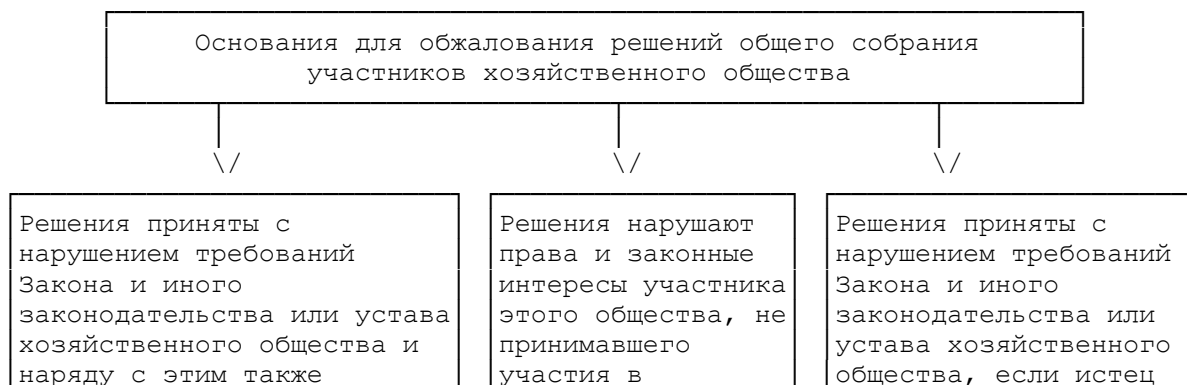 Основания для обжалования решений общего собрания
участников хозяйственного общества
Решения приняты с
нарушением требований
Закона и иного
законодательства или устава
хозяйственного общества и
наряду с этим также
Решения нарушают
права и законные
интересы участника
этого общества, не
принимавшего
участия в
Решения приняты с
нарушением требований
Закона и иного
законодательства или
устава хозяйственного
общества, если истец